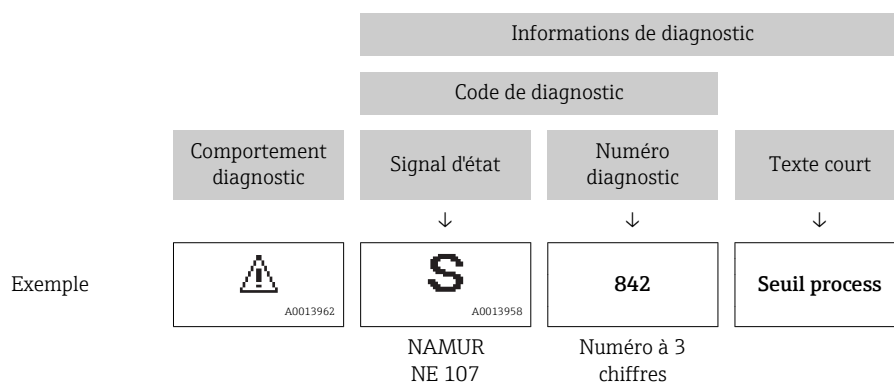 Informations de diagnostic
Code de diagnostic
Comportement
diagnostic
Signal d'état
Numéro
diagnostic
Texte court
↓ ↓ ↓
Exemple
A0013962
S
A0013958
842
Seuil process
NAMUR
NE 107
Numéro à 3
chiffres